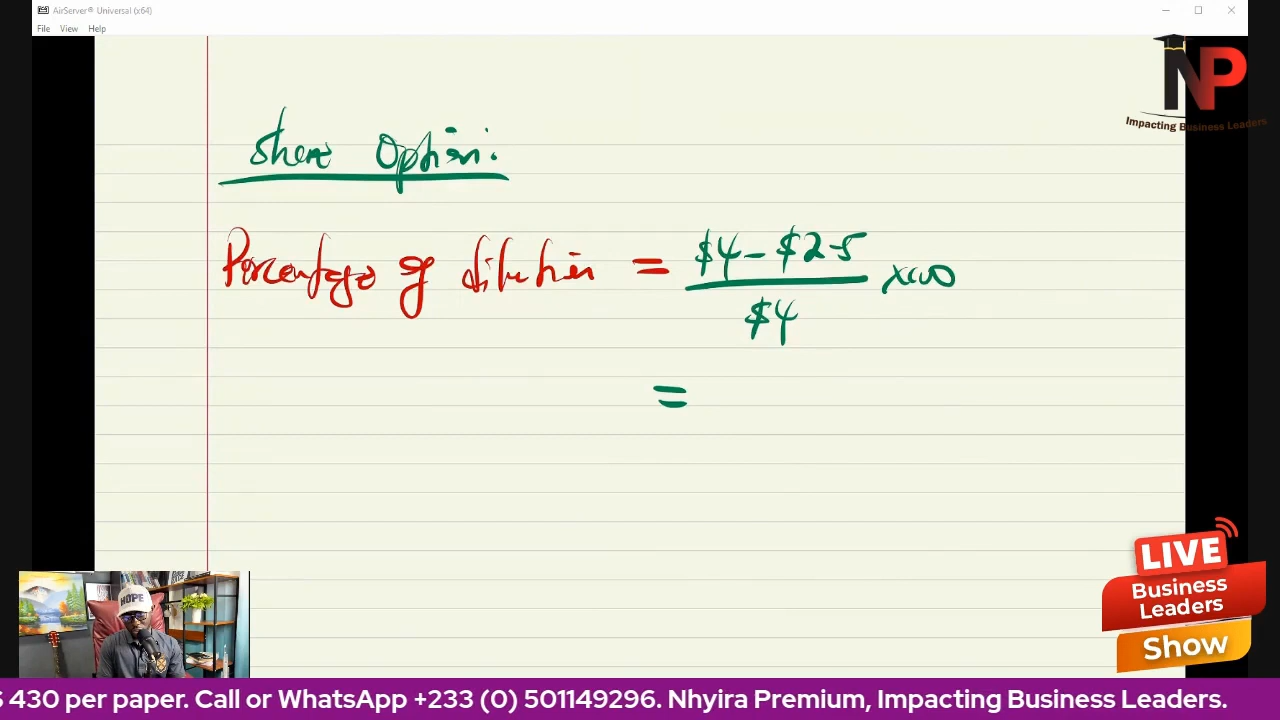 AirServer® Universal (x64)
File View Help
NP
Impacting Business Leaders
Share Option:
Percentage of dilution = $4-$2.5 x100
$4
=
HOPE
LIVE
Business
Leaders
Show
430 per paper. Call or WhatsApp +233 (0) 501149296. Nhyira Premium, Impacting Business Leaders.